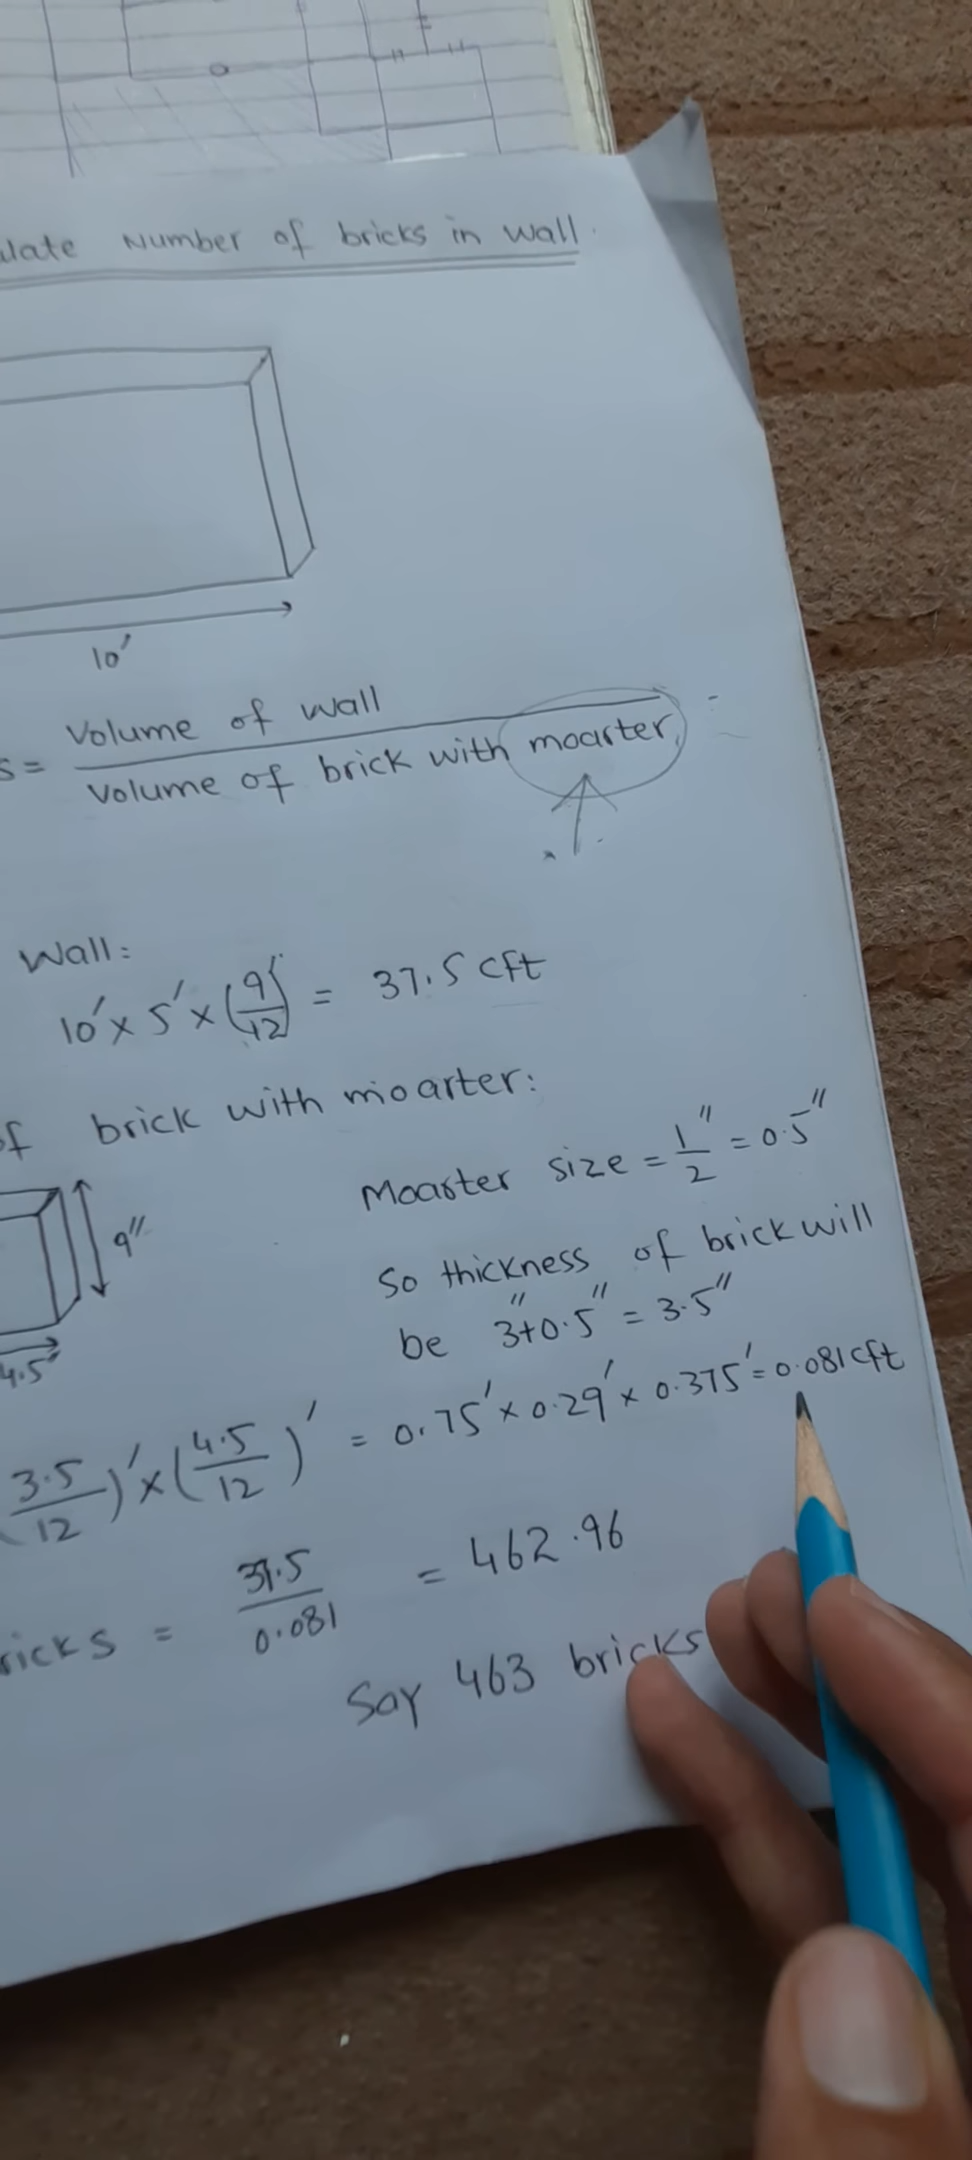 ulate Number of bricks in wall
10'
s = Volume of wall
Volume of brick with moarter
Wall:
10' x 5' x (9/12)' = 37.5 cft
of brick with moarter:
Moarter size = 1/2" = 0.5"
9"
So thickness of brick will
be 3"+0.5" = 3.5"
4.5"
(3.5/12)' x (4.5/12)' = 0.75' x 0.29' x 0.375' = 0.081 cft
ricks = 37.5/0.081 = 462.96
Say 463 bricks